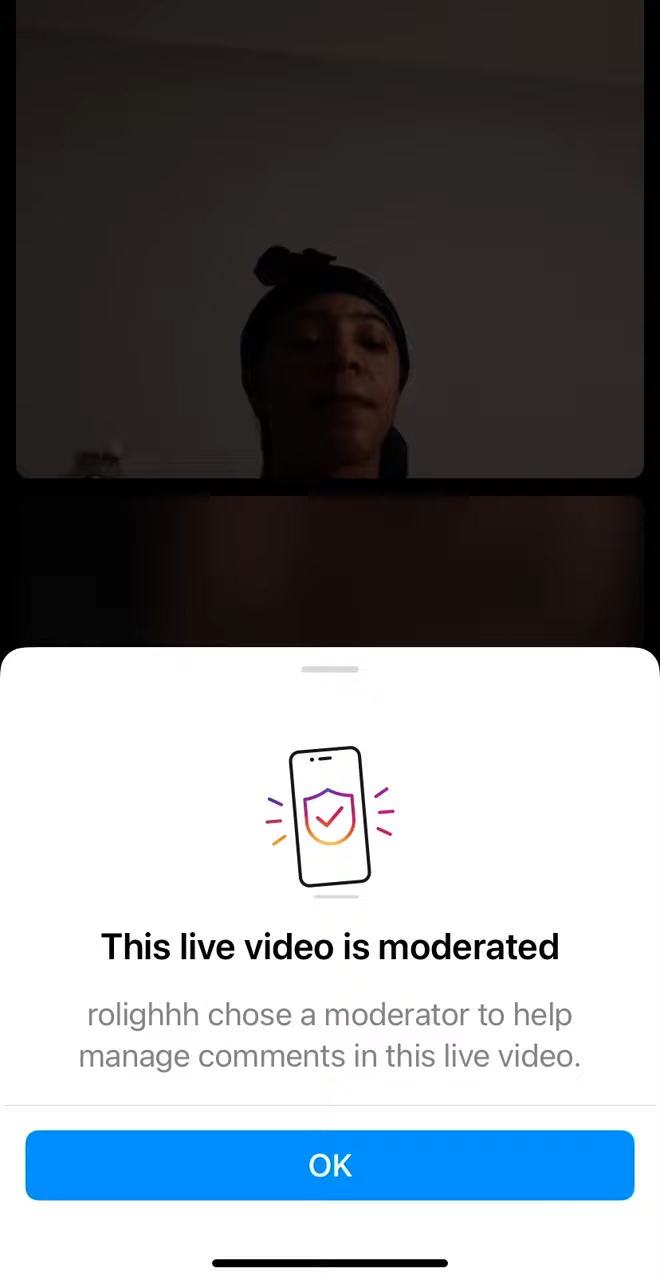 This live video is moderated
rolighhh chose a moderator to help
manage comments in this live video.
OK